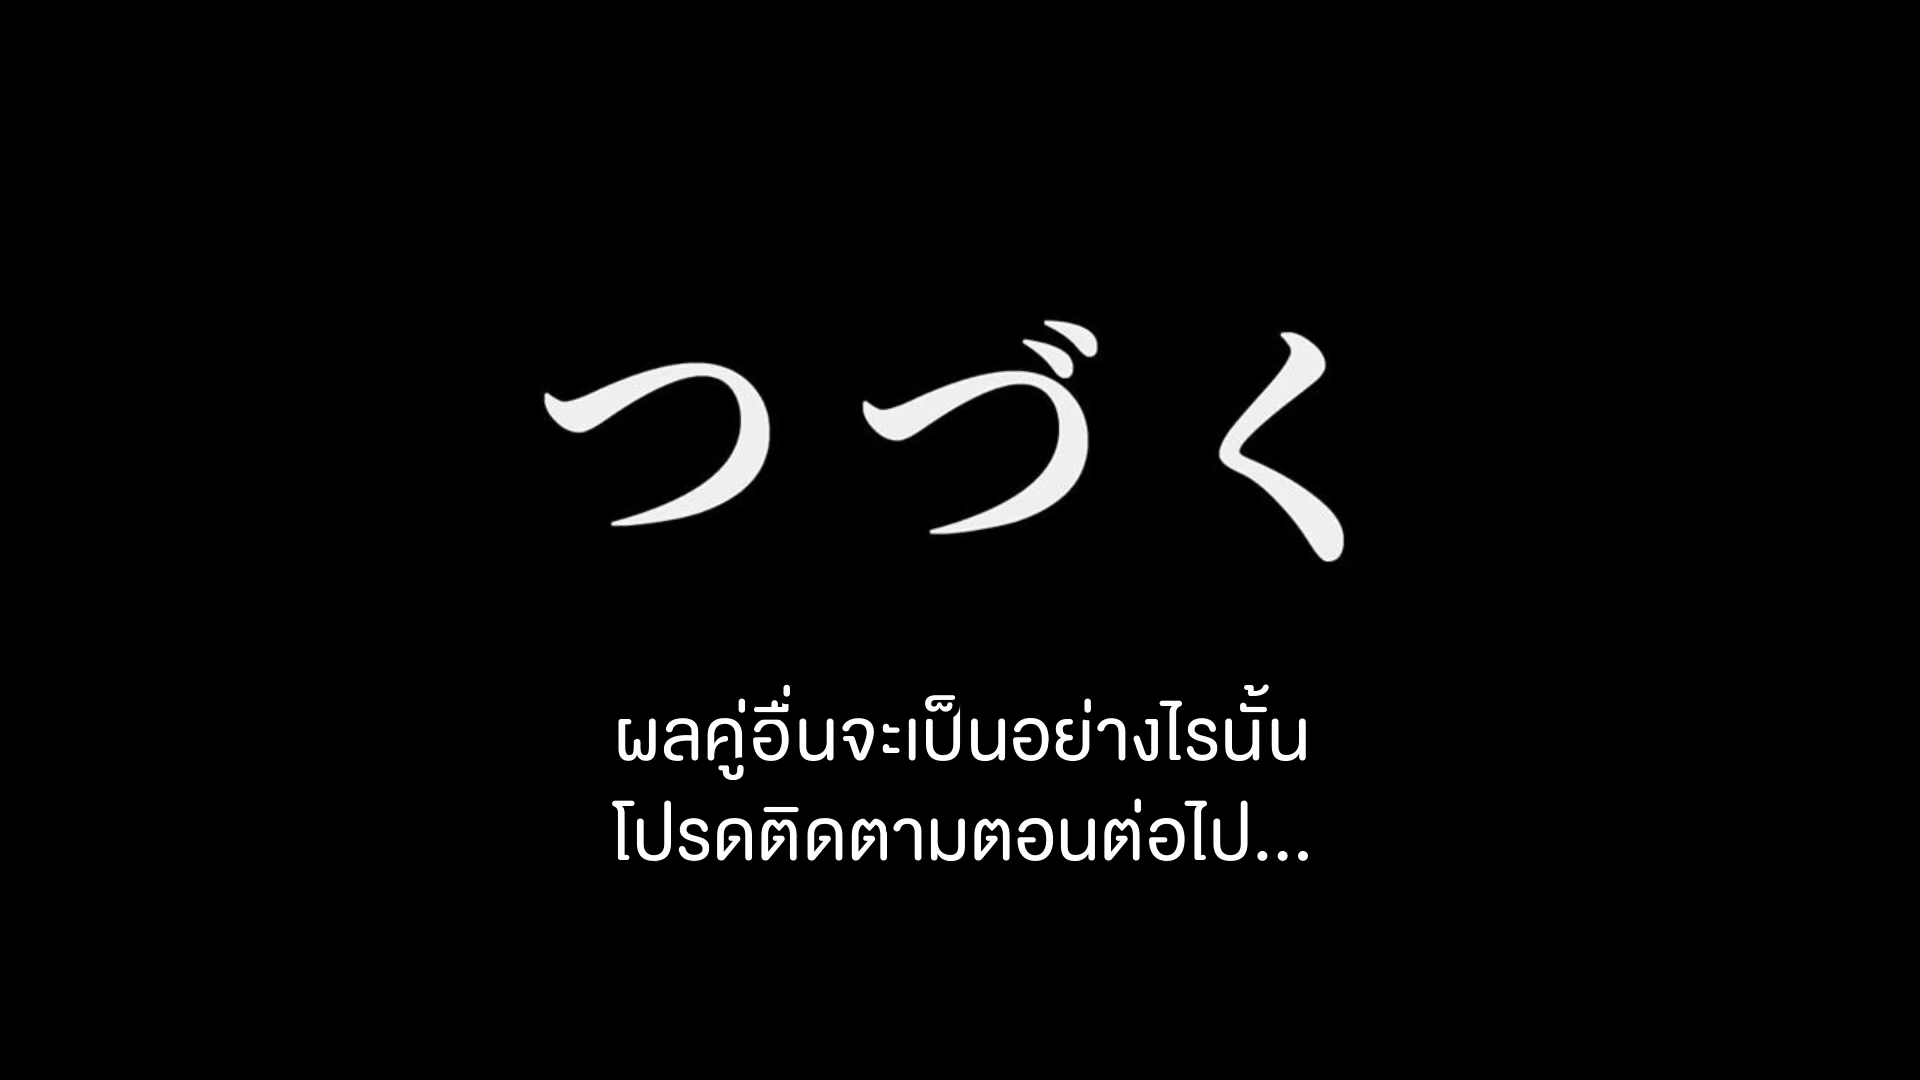 つづく
ผลคู่อื่นจะเป็นอย่างไรนั้น
โปรดติดตามตอนต่อไป...